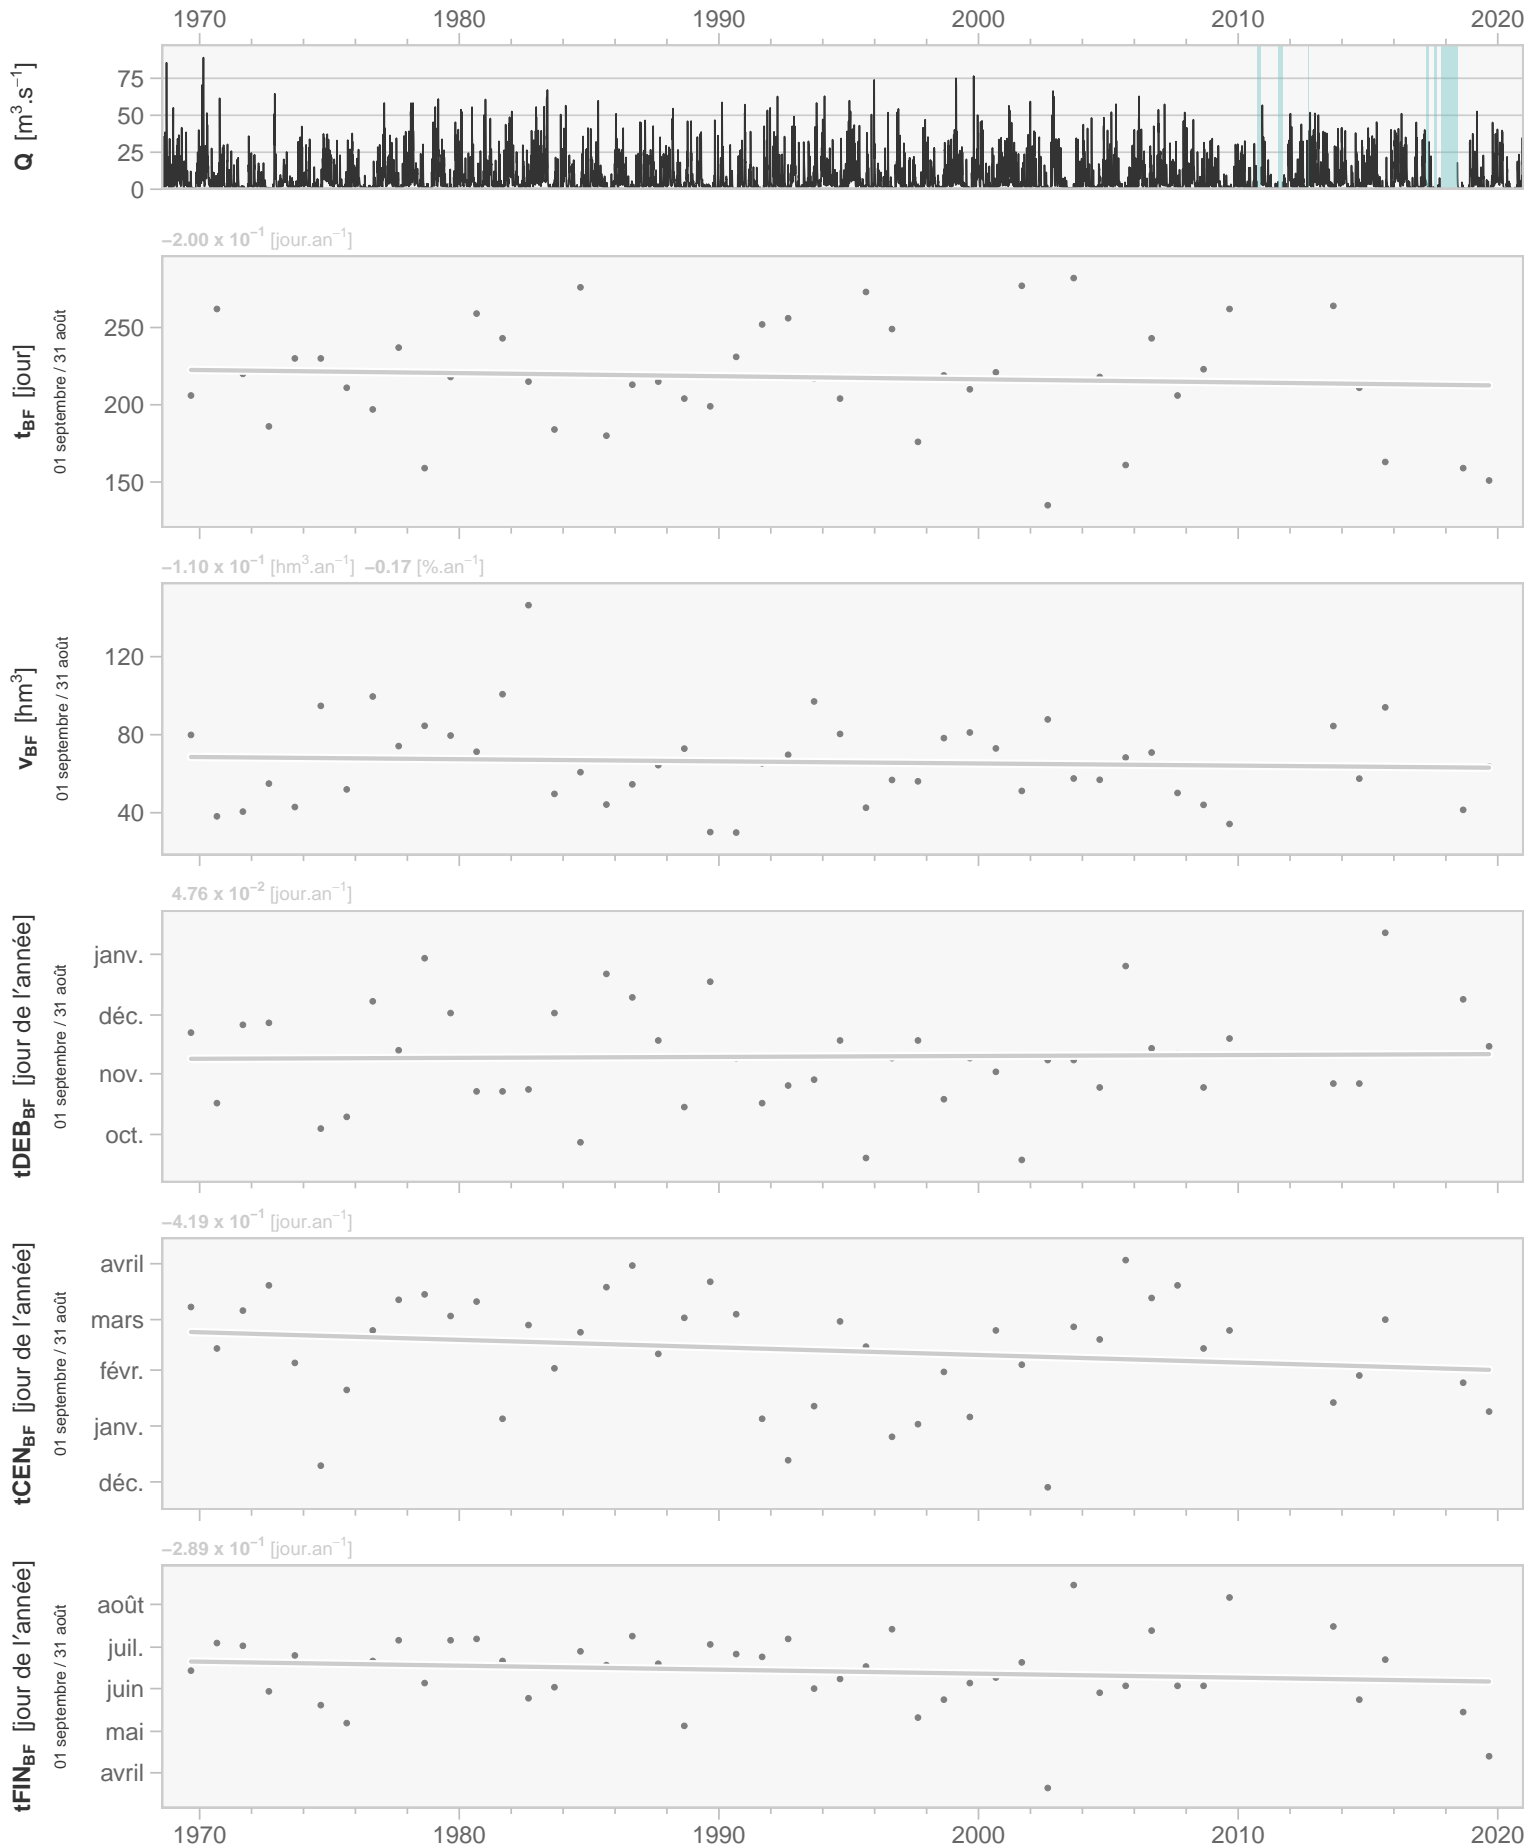 1970 1980 1990 2000 2010 2020
Q [m³.s⁻¹]
75
50
25
0
−2.00 x 10⁻¹ [jour.an⁻¹]
t_BF [jour]
01 septembre / 31 août
250
200
150
−1.10 x 10⁻¹ [hm³.an⁻¹] −0.17 [%.an⁻¹]
v_BF [hm³]
01 septembre / 31 août
120
80
40
4.76 x 10⁻² [jour.an⁻¹]
tDEB_BF [jour de l'année]
01 septembre / 31 août
janv.
déc.
nov.
oct.
−4.19 x 10⁻¹ [jour.an⁻¹]
tCEN_BF [jour de l'année]
01 septembre / 31 août
avril
mars
févr.
janv.
déc.
−2.89 x 10⁻¹ [jour.an⁻¹]
tFIN_BF [jour de l'année]
01 septembre / 31 août
août
juil.
juin
mai
avril
1970 1980 1990 2000 2010 2020